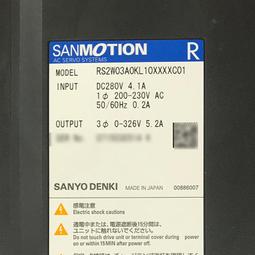 SANMOTION
R
AC SERVO SYSTEMS
MODEL RS2W03A0KL10XXXXC01
INPUT DC280V 4.1A
1ϕ 200-230V AC
50/60Hz 0.2A
OUTPUT 3ϕ 0-326V 5.2A
SANYO DENKI
MADE IN JAPAN
00886007
感電注意
Electric shock cautions
通電中または、電源遮断後15分間は、
ユニットに触れないでください。
Do not touch drive unit or terminal cover during power
on or within 15 MIN after power off.